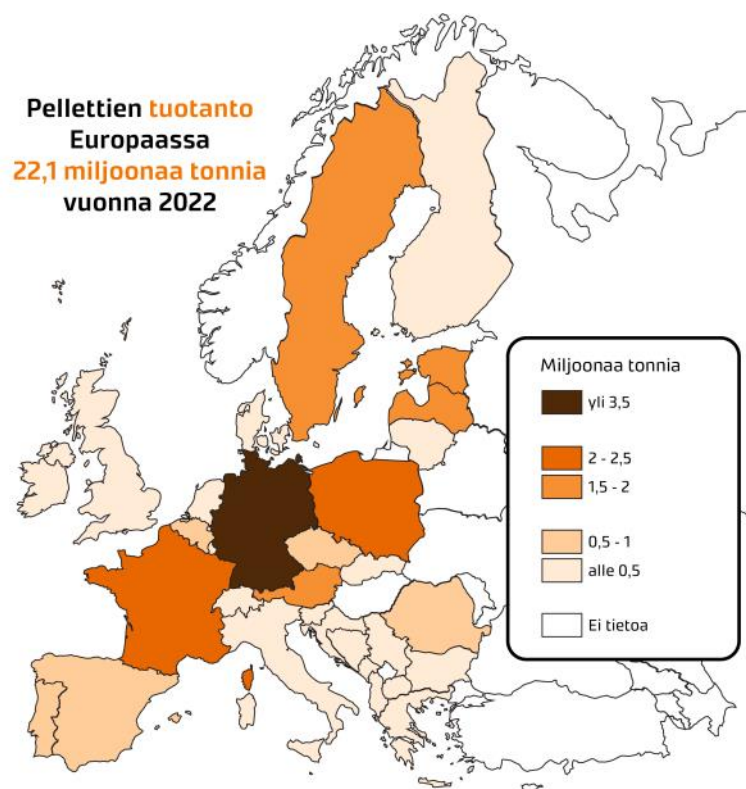 Pellettien tuotanto
Europaassa
22,1 miljoonaa tonnia
vuonna 2022
Miljoonaa tonnia
yli 3,5
2 - 2,5
1,5 - 2
0,5 - 1
alle 0,5
Ei tietoa